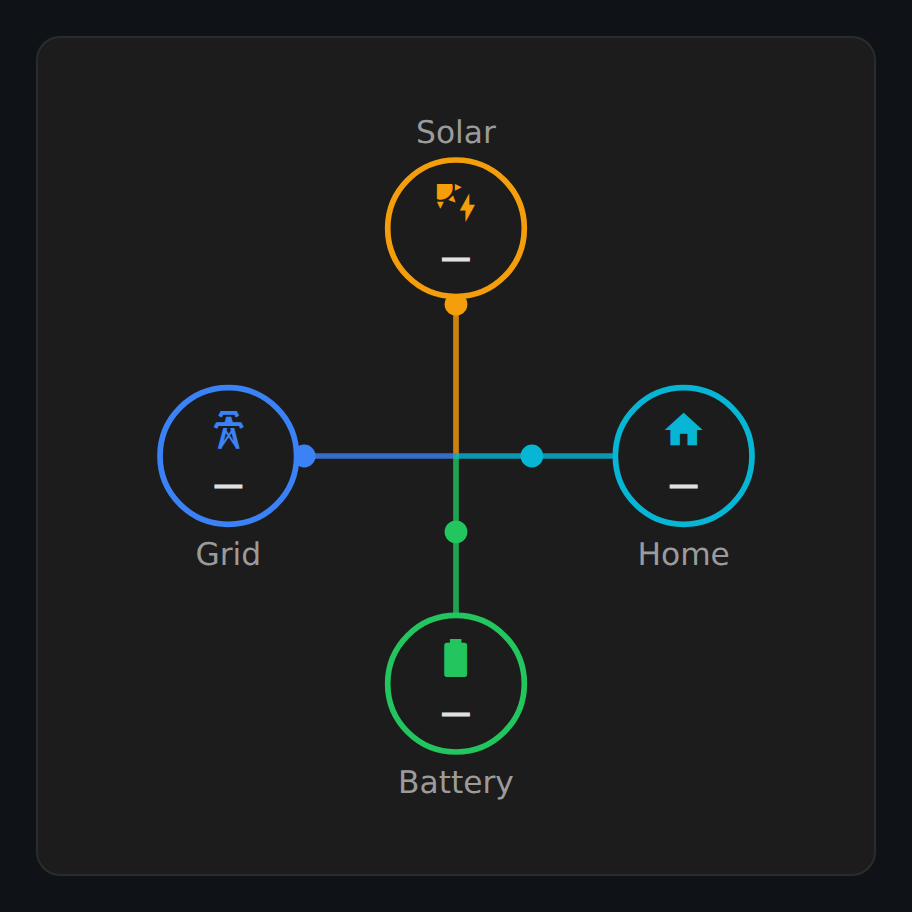 Solar
—
—
—
Grid
Home
—
Battery